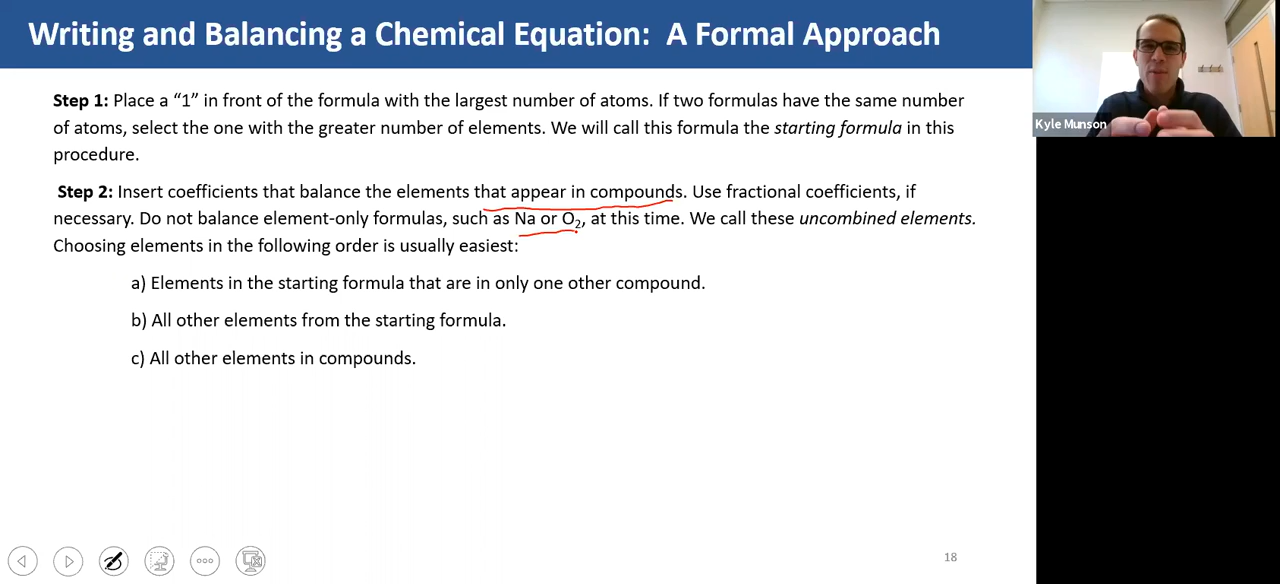 Writing and Balancing a Chemical Equation: A Formal Approach
Step 1: Place a “1” in front of the formula with the largest number of atoms. If two formulas have the same number
of atoms, select the one with the greater number of elements. We will call this formula the starting formula in this
procedure.
Step 2: Insert coefficients that balance the elements that appear in compounds. Use fractional coefficients, if
necessary. Do not balance element-only formulas, such as Na or O₂, at this time. We call these uncombined elements.
Choosing elements in the following order is usually easiest:
a) Elements in the starting formula that are in only one other compound.
b) All other elements from the starting formula.
c) All other elements in compounds.
18
Kyle Munson